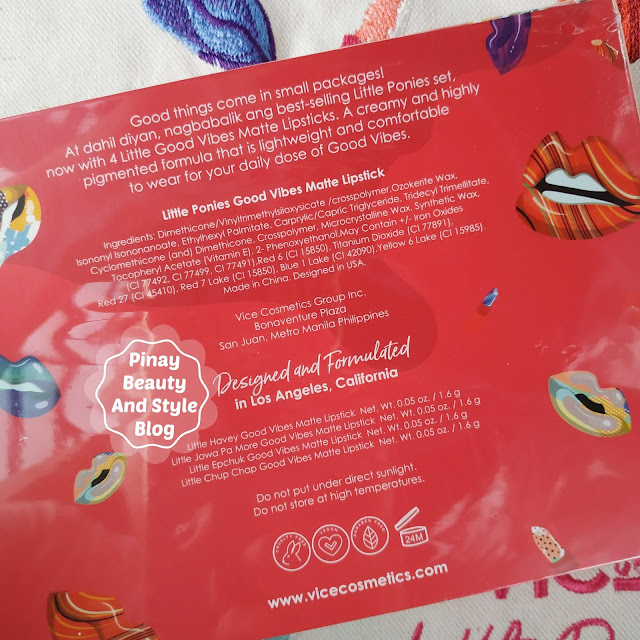 Good things come in small packages!
At dahil diyan, nagbabalik ang best-selling Little Ponies set,
now with 4 Little Good Vibes Matte Lipsticks. A creamy and highly
pigmented formula that is lightweight and comfortable
to wear for your daily dose of Good Vibes.
Little Ponies Good Vibes Matte Lipstick
Ingredients: Dimethicone/Vinyltrimethylsiloxysicate /crosspolymer,Ozokerite Wax,
Isononyl Isononanoate, Ethylhexyl Palmitate, Caprylic/Capric Triglyceride, Tridecyl Trimellitate,
Cyclomethicone (and) Dimethicone, Crosspolymer, Microcrystalline Wax, Synthetic Wax,
Tocopheryl Acetate (Vitamin E), 2- Phenoxyethanol.May Contain +/- Iron Oxides
(CI 77492, CI 77499, CI 77491).Red 6 (CI 15850), Titanium Dioxide (CI 77891),
Red 27 (CI 45410), Red 7 Lake (CI 15850), Blue 1 Lake (CI 42090).Yellow 6 Lake (CI 15985).
Made in China. Designed in USA.
Vice Cosmetics Group Inc.
Bonaventure Plaza
San Juan, Metro Manila Philippines
Designed and Formulated
in Los Angeles, California
Little Havey Good Vibes Matte Lipstick Net. Wt. 0.05 oz. / 1.6 g
Little Jowa Pa More Good Vibes Matte Lipstick Net. Wt. 0.05 oz. / 1.6 g
Little Epchuk Good Vibes Matte Lipstick Net. Wt. 0.05 oz. / 1.6 g
Little Chup Chap Good Vibes Matte Lipstick Net. Wt. 0.05 oz. / 1.6 g
Do not put under direct sunlight.
Do not store at high temperatures.
CRUELTY FREE
VEGAN
PARABEN FREE
24M
www.vicecosmetics.com
Pinay
Beauty
And Style
Blog